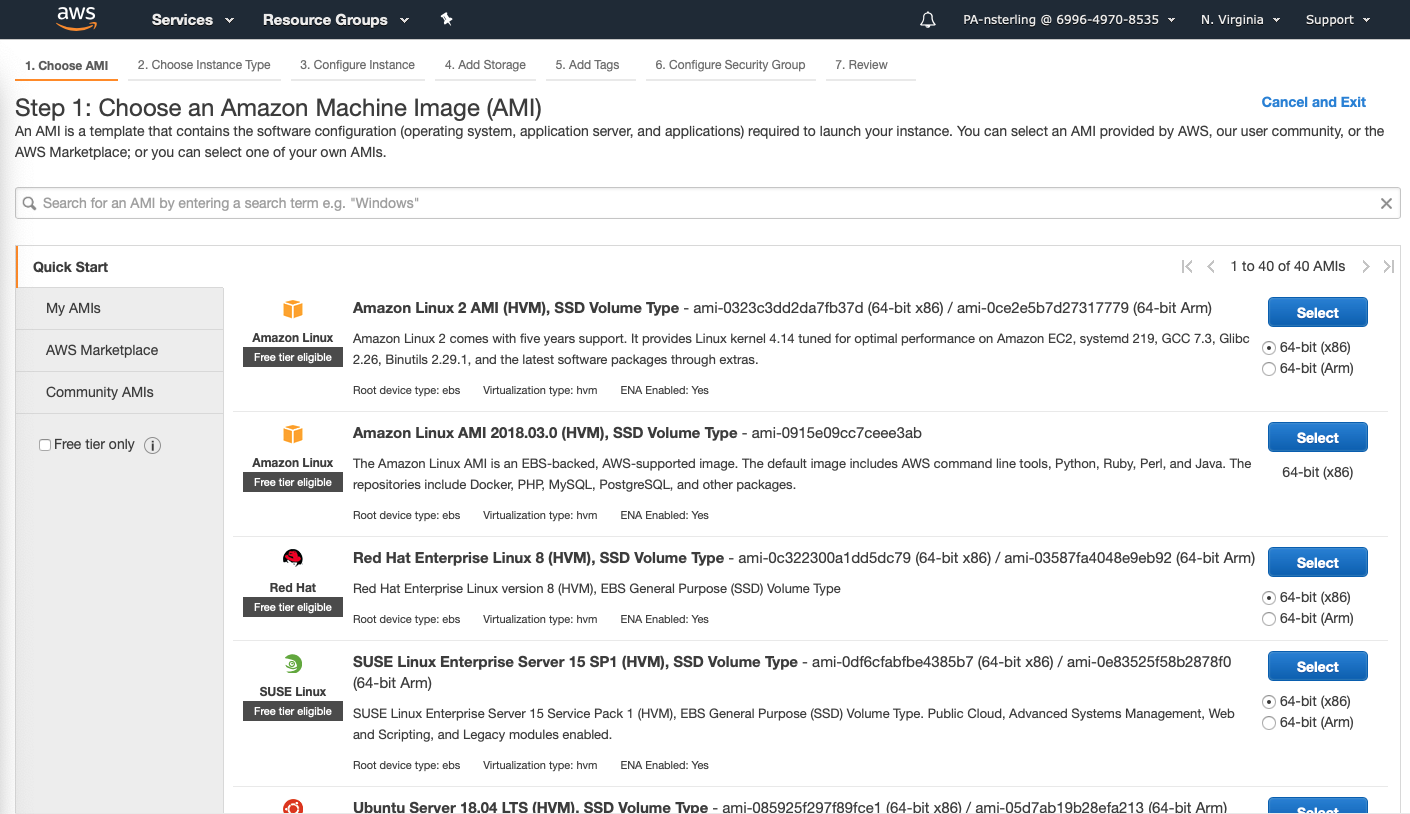 aws Services Resource Groups PA-nsterling @ 6996-4970-8535 N. Virginia Support
1. Choose AMI 2. Choose Instance Type 3. Configure Instance 4. Add Storage 5. Add Tags 6. Configure Security Group 7. Review
Step 1: Choose an Amazon Machine Image (AMI)
Cancel and Exit
An AMI is a template that contains the software configuration (operating system, application server, and applications) required to launch your instance. You can select an AMI provided by AWS, our user community, or the
AWS Marketplace; or you can select one of your own AMIs.
Search for an AMI by entering a search term e.g. "Windows"
Quick Start
1 to 40 of 40 AMIs
My AMIs
AWS Marketplace
Community AMIs
Free tier only
Amazon Linux
Free tier eligible
Amazon Linux 2 AMI (HVM), SSD Volume Type - ami-0323c3dd2da7fb37d (64-bit x86) / ami-0ce2e5b7d27317779 (64-bit Arm)
Amazon Linux 2 comes with five years support. It provides Linux kernel 4.14 tuned for optimal performance on Amazon EC2, systemd 219, GCC 7.3, Glibc
2.26, Binutils 2.29.1, and the latest software packages through extras.
Root device type: ebs Virtualization type: hvm ENA Enabled: Yes
Select
64-bit (x86)
64-bit (Arm)
Amazon Linux
Free tier eligible
Amazon Linux AMI 2018.03.0 (HVM), SSD Volume Type - ami-0915e09cc7ceee3ab
The Amazon Linux AMI is an EBS-backed, AWS-supported image. The default image includes AWS command line tools, Python, Ruby, Perl, and Java. The
repositories include Docker, PHP, MySQL, PostgreSQL, and other packages.
Root device type: ebs Virtualization type: hvm ENA Enabled: Yes
Select
64-bit (x86)
Red Hat
Free tier eligible
Red Hat Enterprise Linux 8 (HVM), SSD Volume Type - ami-0c322300a1dd5dc79 (64-bit x86) / ami-03587fa4048e9eb92 (64-bit Arm)
Red Hat Enterprise Linux version 8 (HVM), EBS General Purpose (SSD) Volume Type
Root device type: ebs Virtualization type: hvm ENA Enabled: Yes
Select
64-bit (x86)
64-bit (Arm)
SUSE Linux
Free tier eligible
SUSE Linux Enterprise Server 15 SP1 (HVM), SSD Volume Type - ami-0df6cfabfbe4385b7 (64-bit x86) / ami-0e83525f58b2878f0
(64-bit Arm)
SUSE Linux Enterprise Server 15 Service Pack 1 (HVM), EBS General Purpose (SSD) Volume Type. Public Cloud, Advanced Systems Management, Web
and Scripting, and Legacy modules enabled.
Root device type: ebs Virtualization type: hvm ENA Enabled: Yes
Select
64-bit (x86)
64-bit (Arm)
Ubuntu Server 18.04 LTS (HVM), SSD Volume Type - ami-085925f297f89fce1 (64-bit x86) / ami-05d7ab19b28efa213 (64-bit Arm)
Select